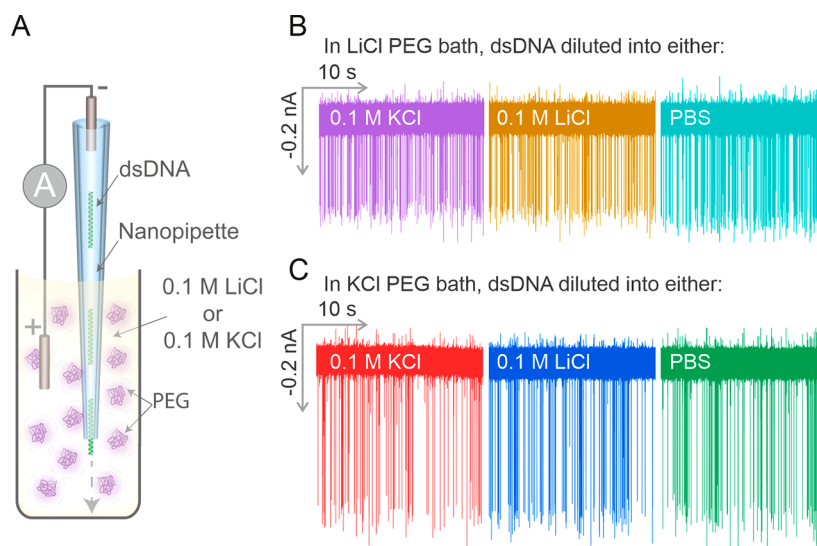 A
-
A
dsDNA
Nanopipette
0.1 M LiCl
or
0.1 M KCl
+
PEG
B
In LiCl PEG bath, dsDNA diluted into either:
10 s
-0.2 nA
0.1 M KCl
0.1 M LiCl
PBS
C
In KCl PEG bath, dsDNA diluted into either:
10 s
-0.2 nA
0.1 M KCl
0.1 M LiCl
PBS